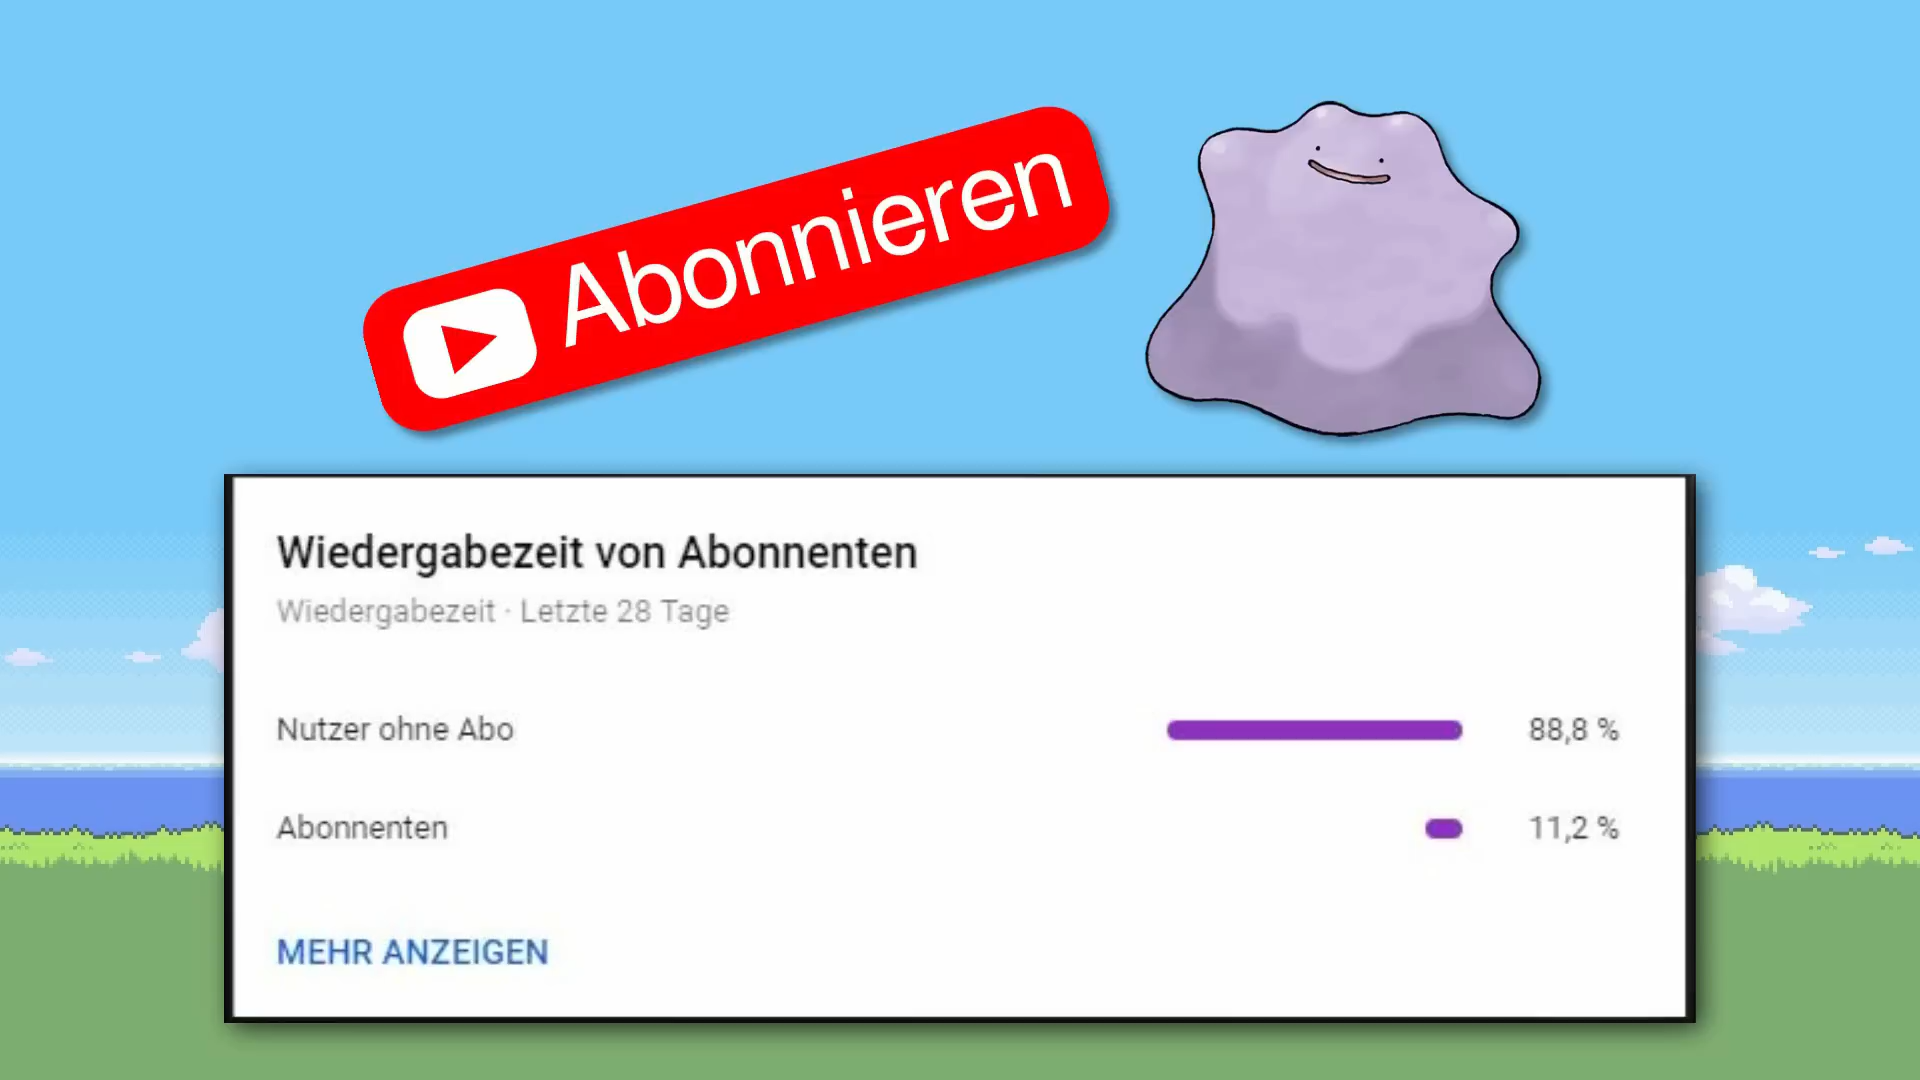 Abonnieren
Wiedergabezeit von Abonnenten
Wiedergabezeit · Letzte 28 Tage
Nutzer ohne Abo 88,8 %
Abonnenten 11,2 %
MEHR ANZEIGEN